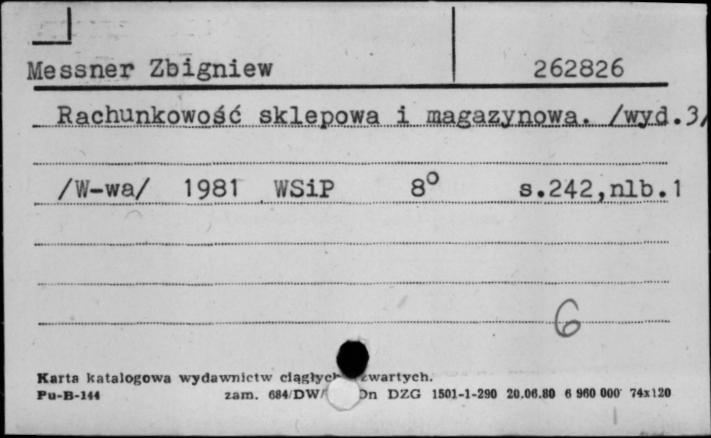 Messner Zbigniew 262826
Rachunkowość sklepowa i magazynowa. /wyd.3/
/W-wa/ 1981 WSiP 8° s.242,nlb.1
6
Karta katalogowa wydawnictw ciągłych zwartych.
Pu-B-144 zam. 684/DW/ DZG 1501-1-290 20.06.80 6 960 000 74x120